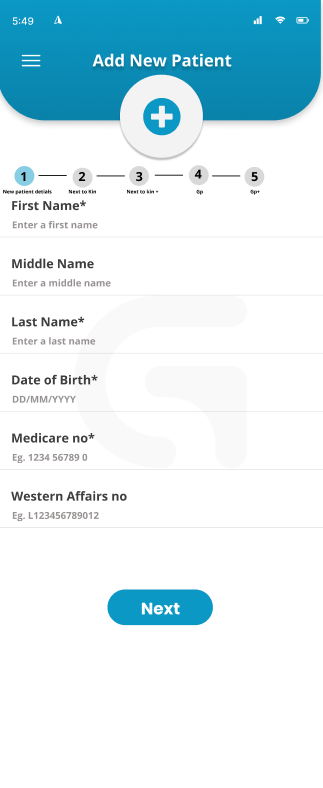 5:49
Add New Patient
1 2 3 4 5
New patient detials Next to Kin Next to kin + Gp Gp+
First Name*
Enter a first name
Middle Name
Enter a middle name
Last Name*
Enter a last name
Date of Birth*
DD/MM/YYYY
Medicare no*
Eg. 1234 56789 0
Western Affairs no
Eg. L123456789012
Next